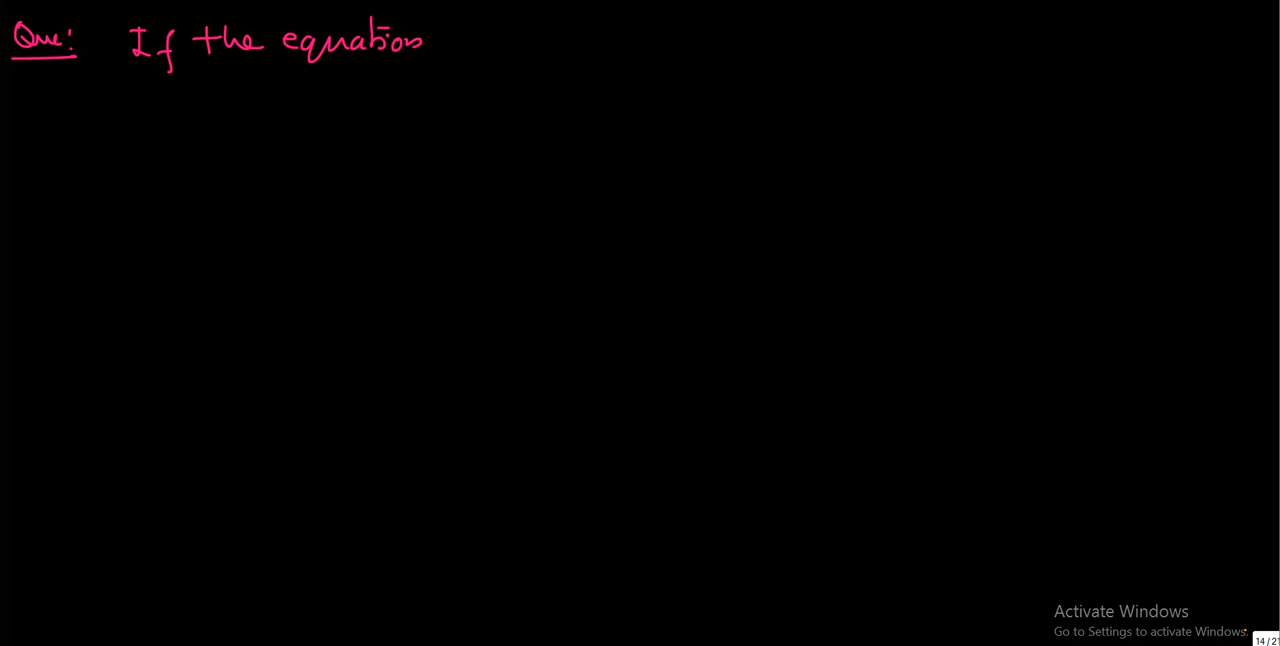 Que: If the equation
Activate Windows
Go to Settings to activate Windows.
14 / 21